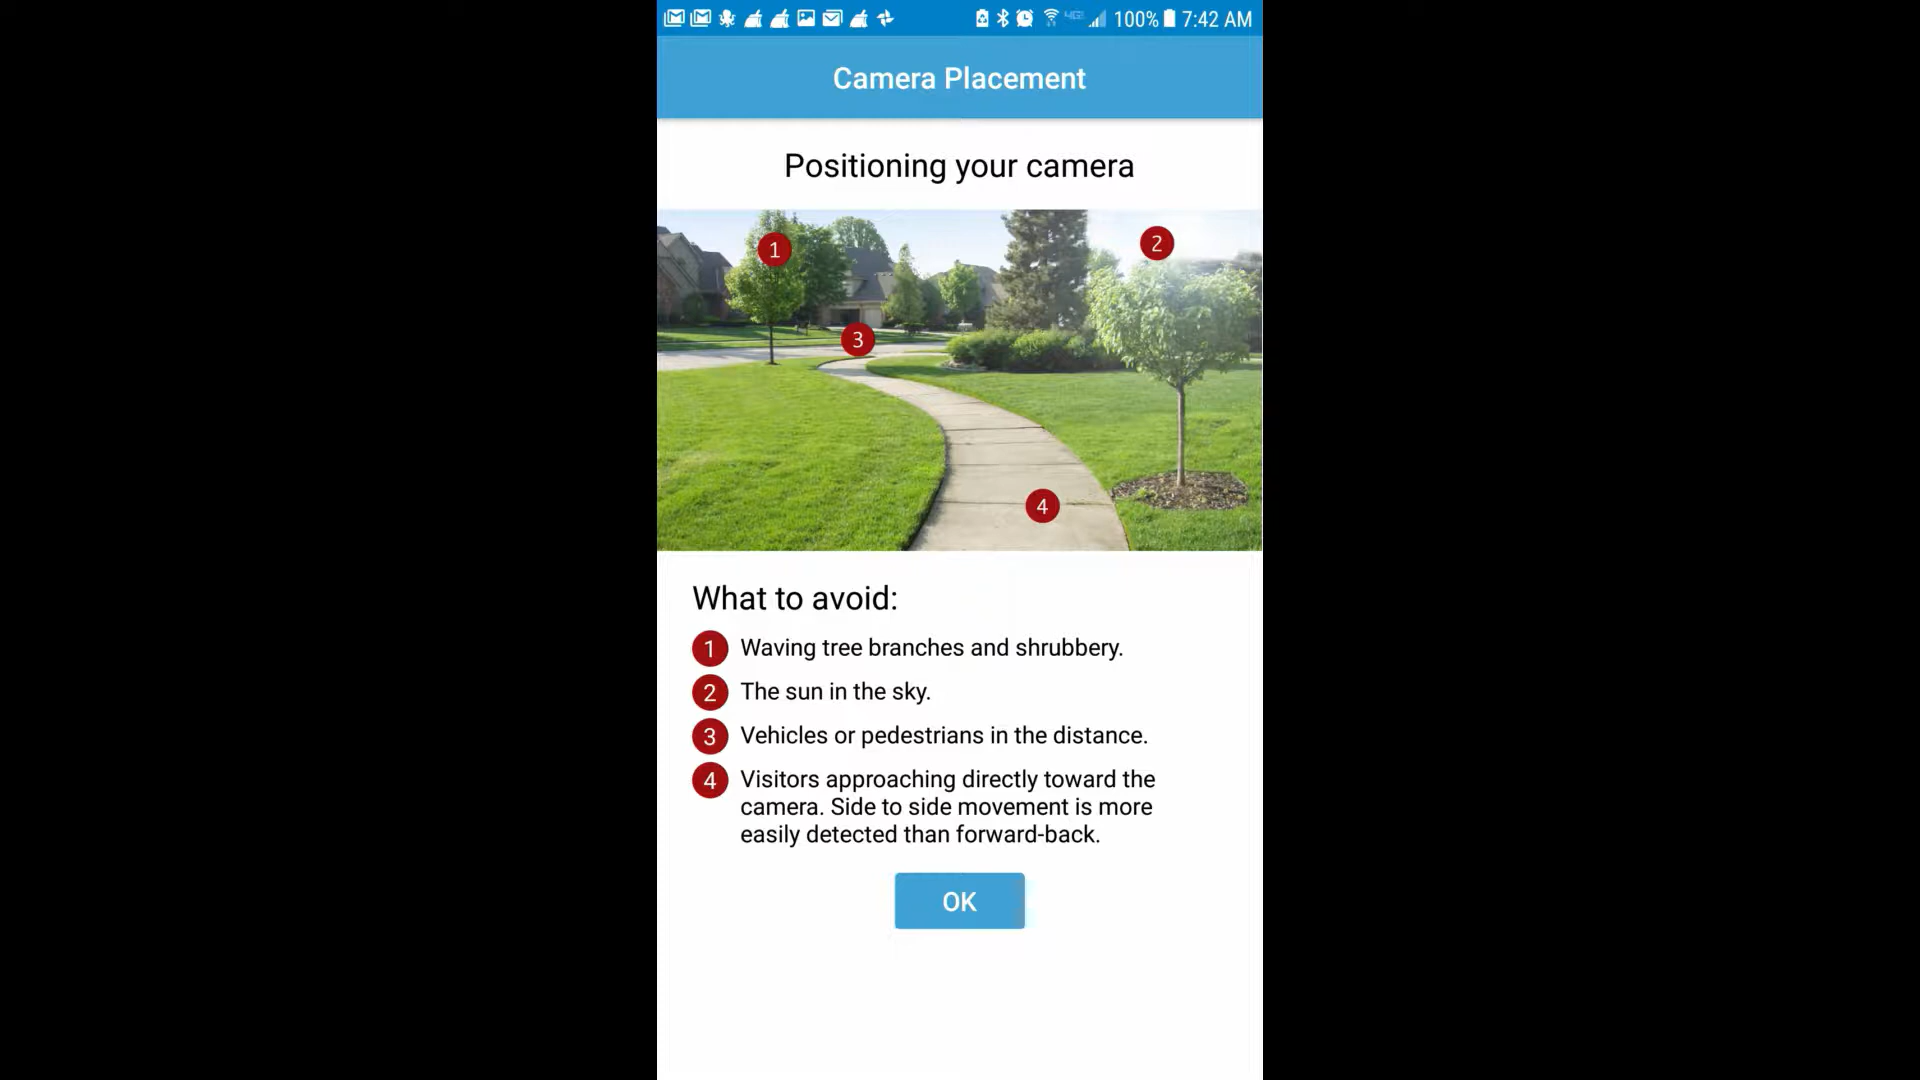 100% 7:42 AM
Camera Placement
Positioning your camera
1
2
3
4
What to avoid:
1 Waving tree branches and shrubbery.
2 The sun in the sky.
3 Vehicles or pedestrians in the distance.
4 Visitors approaching directly toward the
camera. Side to side movement is more
easily detected than forward-back.
OK